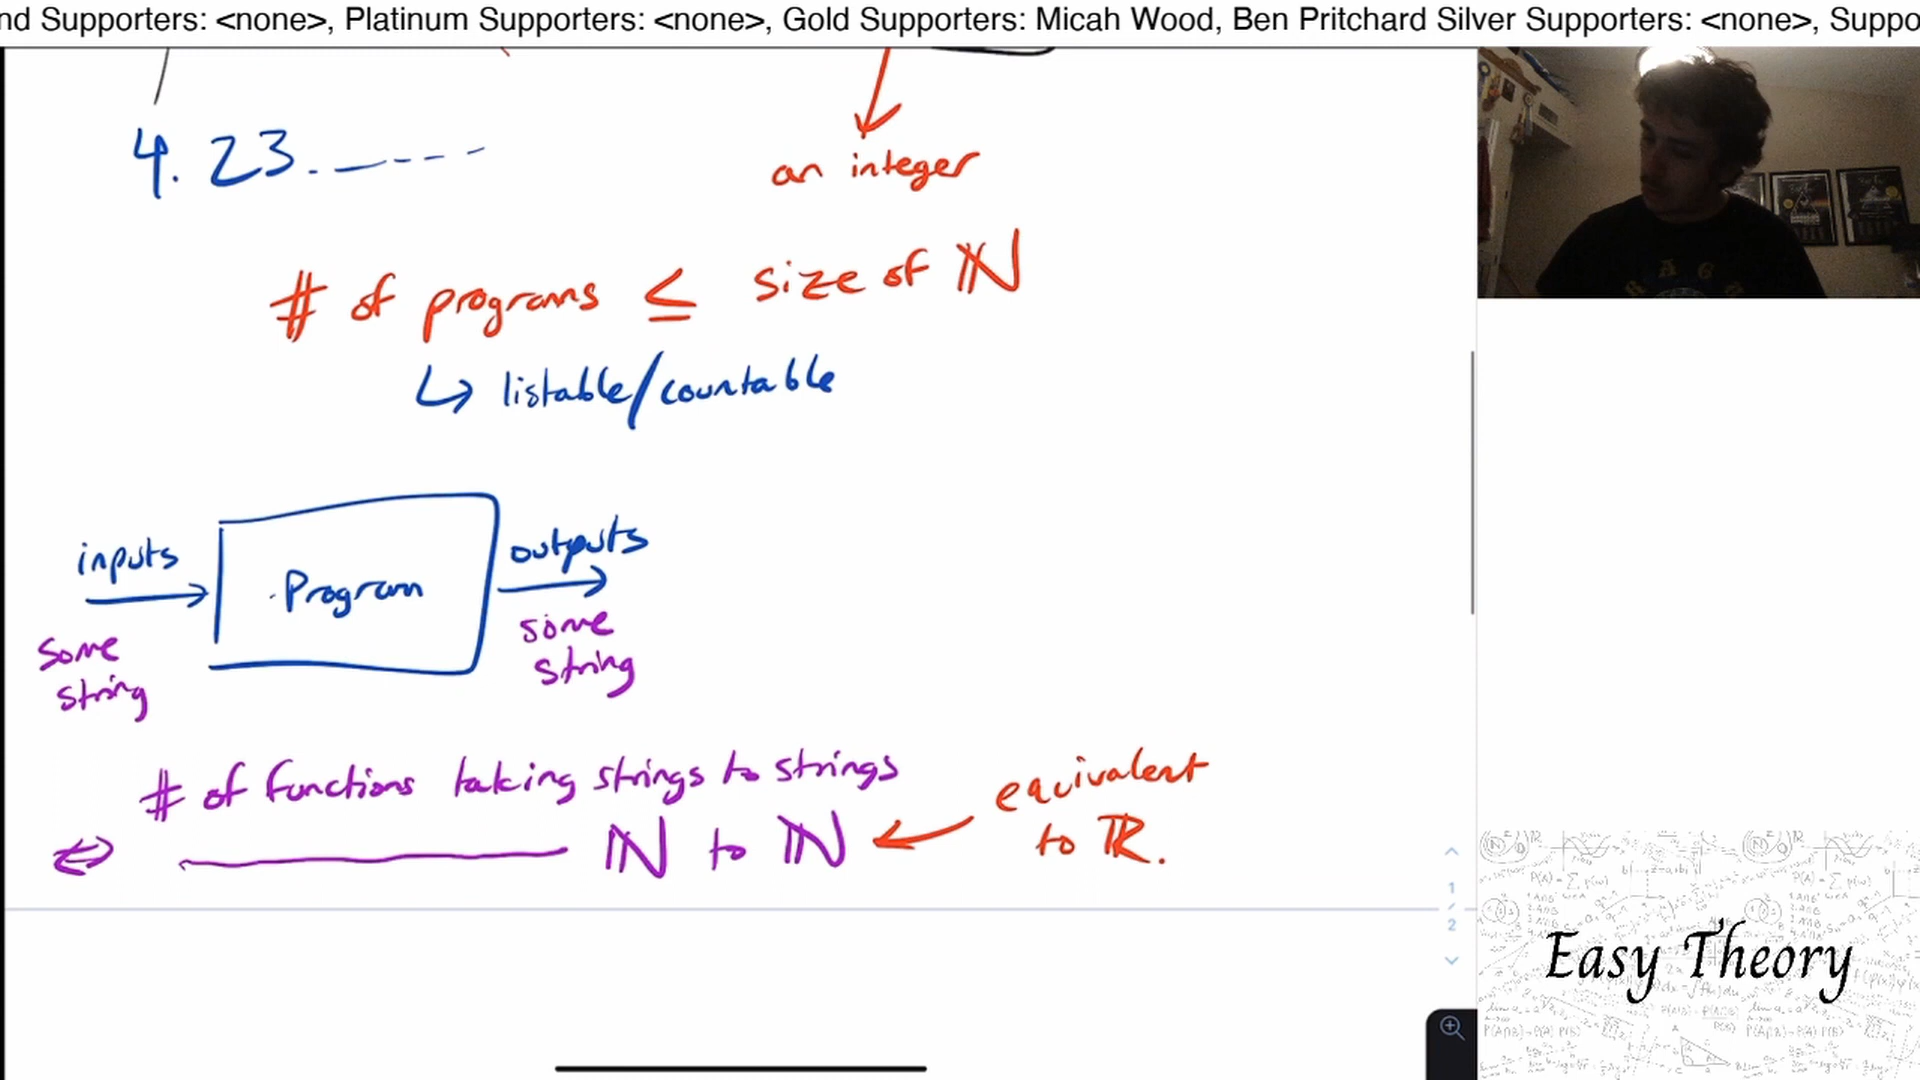 nd Supporters: <none>, Platinum Supporters: <none>, Gold Supporters: Micah Wood, Ben Pritchard Silver Supporters: <none>, Suppo
4. 23.
an integer
# of programs ≤ size of ℕ
↳ listable/countable
inputs
Program
outputs
some
string
some
string
# of functions taking strings to strings
⇔ ℕ to ℕ ← equivalent
to ℝ.
1
2
Easy Theory